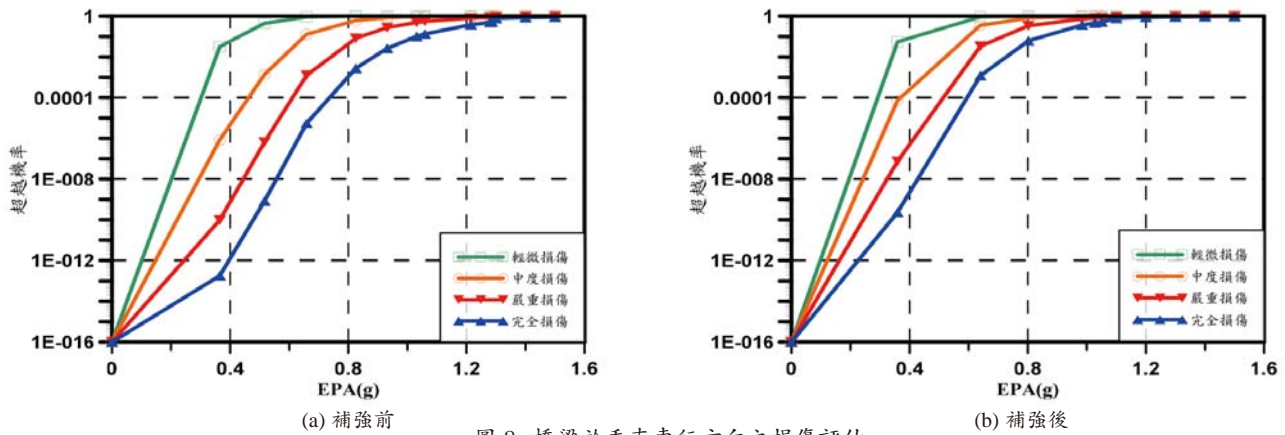 1
0.0001
1E-008
1E-012
1E-016
超越機率
0
0.4
0.8
1.2
1.6
EPA(g)
輕微損傷
中度損傷
嚴重損傷
完全損傷
(a) 補強前
1
0.0001
1E-008
1E-012
1E-016
超越機率
0
0.4
0.8
1.2
1.6
EPA(g)
輕微損傷
中度損傷
嚴重損傷
完全損傷
(b) 補強後